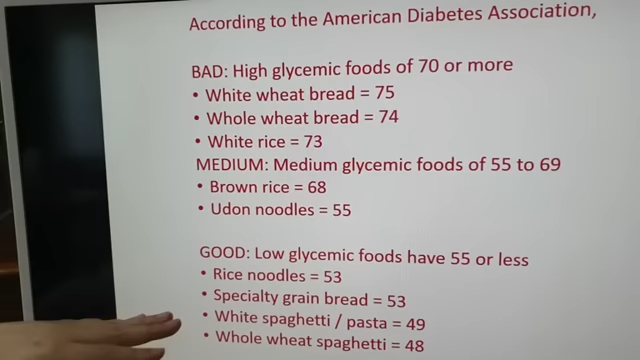 According to the American Diabetes Association,
BAD: High glycemic foods of 70 or more
• White wheat bread = 75
• Whole wheat bread = 74
• White rice = 73
MEDIUM: Medium glycemic foods of 55 to 69
• Brown rice = 68
• Udon noodles = 55
GOOD: Low glycemic foods have 55 or less
• Rice noodles = 53
• Specialty grain bread = 53
• White spaghetti / pasta = 49
• Whole wheat spaghetti = 48